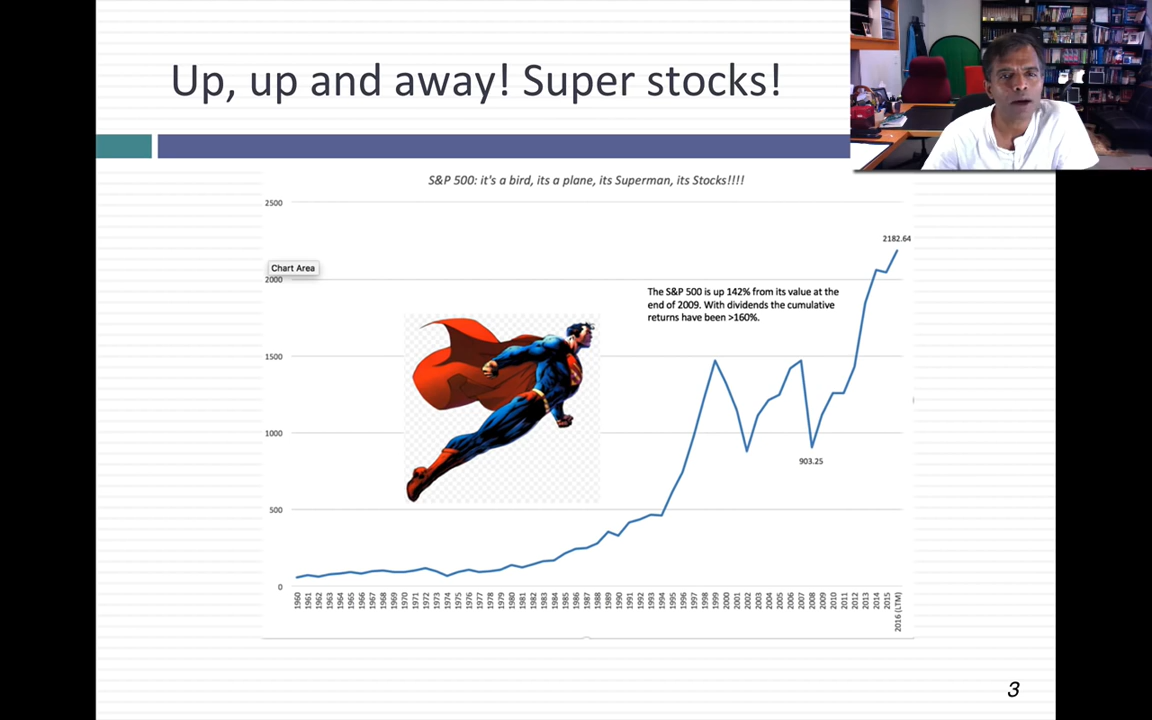 Up, up and away! Super stocks!
S&P 500: it's a bird, its a plane, its Superman, its Stocks!!!!
2500
2182.64
Chart Area
2000
The S&P 500 is up 142% from its value at the
end of 2009. With dividends the cumulative
returns have been >160%.
1500
1000
903.25
500
0
1960 1961 1962 1963 1964 1965 1966 1967 1968 1969 1970 1971 1972 1973 1974 1975 1976 1977 1978 1979 1980 1981 1982 1983 1984 1985 1986 1987 1988 1989 1990 1991 1992 1993 1994 1995 1996 1997 1998 1999 2000 2001 2002 2003 2004 2005 2006 2007 2008 2009 2010 2011 2012 2013 2014 2015 2016 (LTM)
3